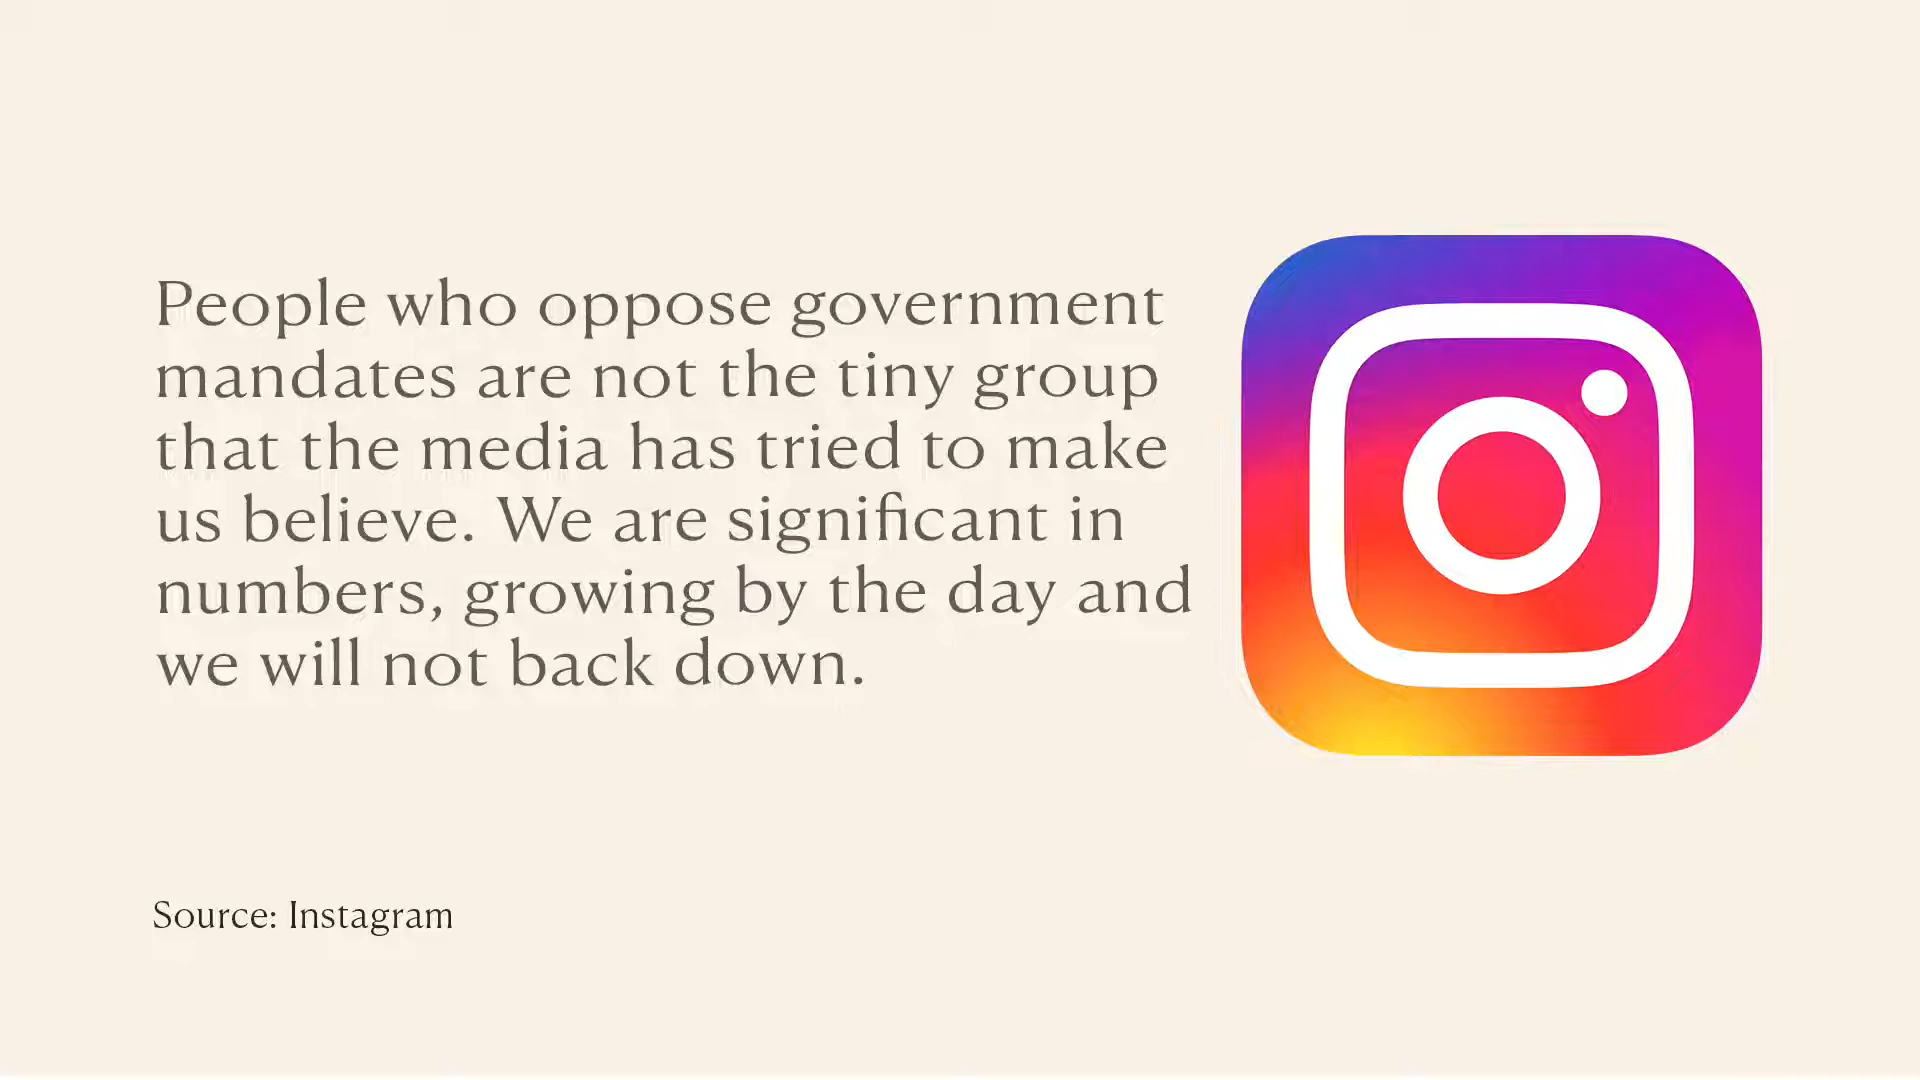 People who oppose government
mandates are not the tiny group
that the media has tried to make
us believe. We are significant in
numbers, growing by the day and
we will not back down.
Source: Instagram